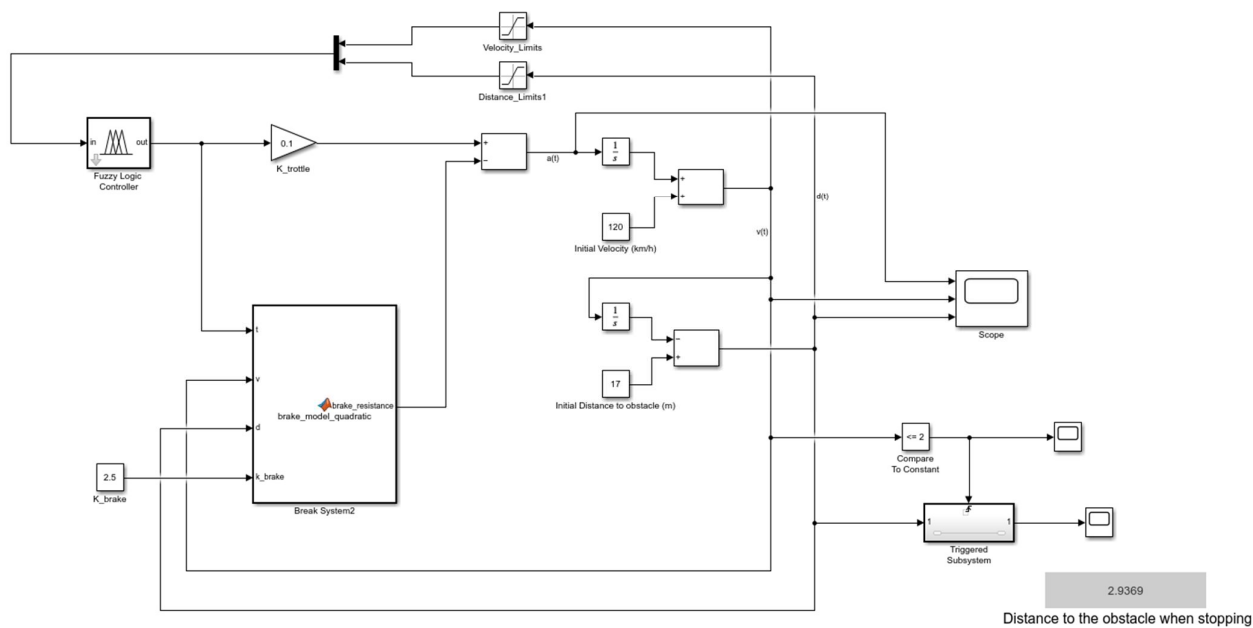 Velocity_Limits
Distance_Limits1
in
out
Fuzzy Logic
Controller
0.1
K_trottle
+
−
a(t)
1
s
+
+
120
Initial Velocity (km/h)
d(t)
v(t)
Scope
1
s
−
+
17
Initial Distance to obstacle (m)
t
v
d
k_brake
brake_resistance
brake_model_quadratic
Break System2
2.5
K_brake
<= 2
Compare
To Constant
1
1
Triggered
Subsystem
2.9369
Distance to the obstacle when stopping